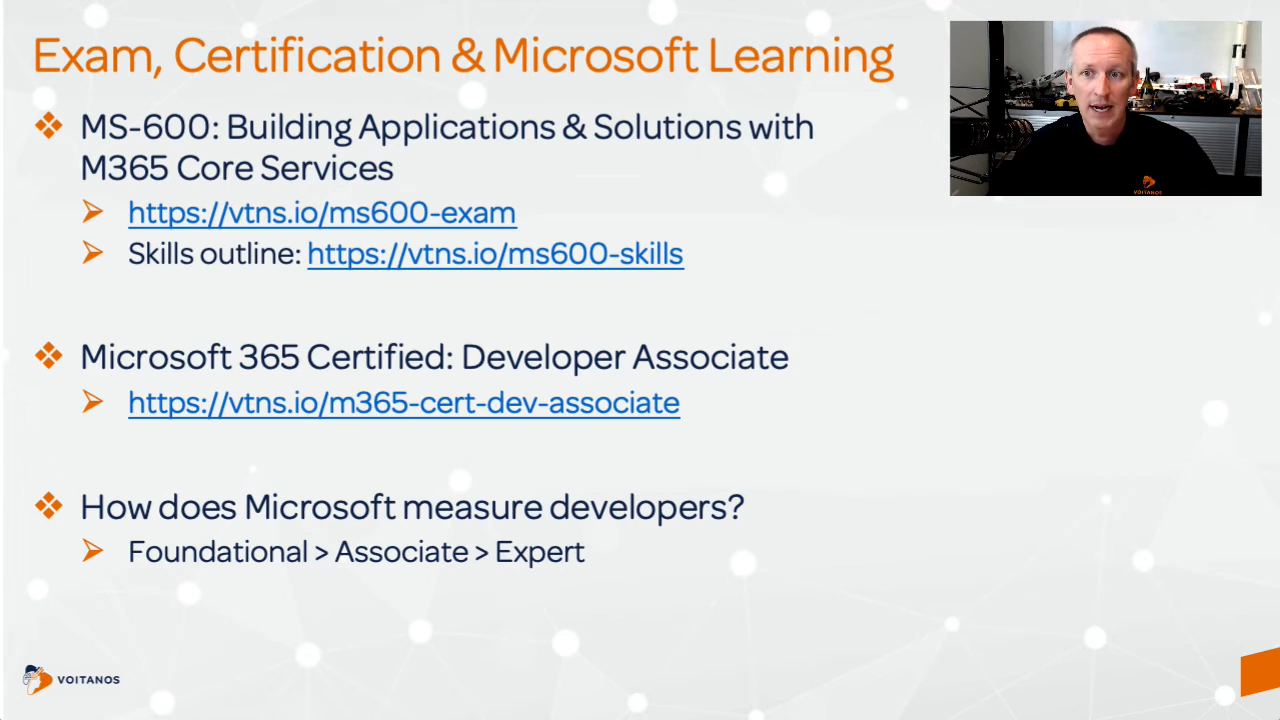 Exam, Certification & Microsoft Learning
MS-600: Building Applications & Solutions with
M365 Core Services
https://vtns.io/ms600-exam
Skills outline: https://vtns.io/ms600-skills
Microsoft 365 Certified: Developer Associate
https://vtns.io/m365-cert-dev-associate
How does Microsoft measure developers?
Foundational > Associate > Expert
VOITANOS
VOITANOS